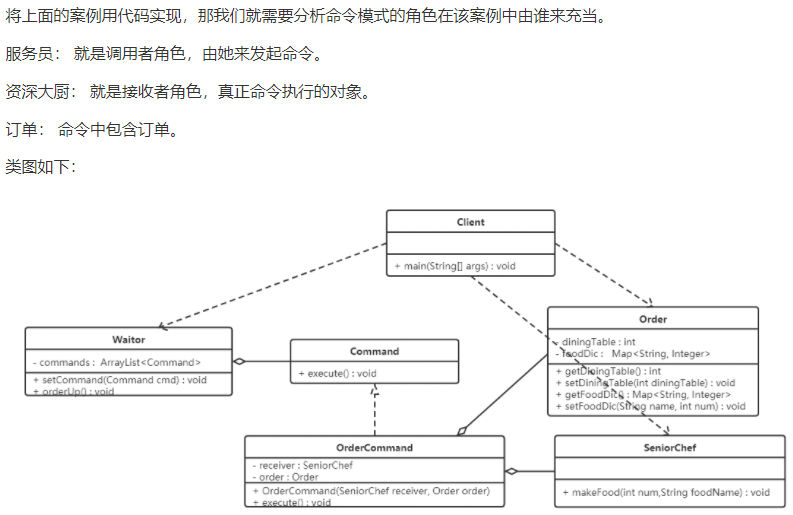 将上面的案例用代码实现，那我们就需要分析命令模式的角色在该案例中由谁来充当。
服务员： 就是调用者角色，由她来发起命令。
资深大厨： 就是接收者角色，真正命令执行的对象。
订单： 命令中包含订单。
类图如下：
Client
+ main(String[] args) : void
Waitor
- commands : ArrayList<Command>
+ setCommand(Command cmd) : void
+ orderUp() : void
Command
+ execute() : void
Order
- diningTable : int
- foodDic : Map<String, Integer>
+ getDiningTable() : int
+ setDiningTable(int diningTable) : void
+ getFoodDic() : Map<String, Integer>
+ setFoodDic(String name, int num) : void
OrderCommand
- receiver : SeniorChef
- order : Order
+ OrderCommand(SeniorChef receiver, Order order)
+ execute() : void
SeniorChef
+ makeFood(int num,String foodName) : void